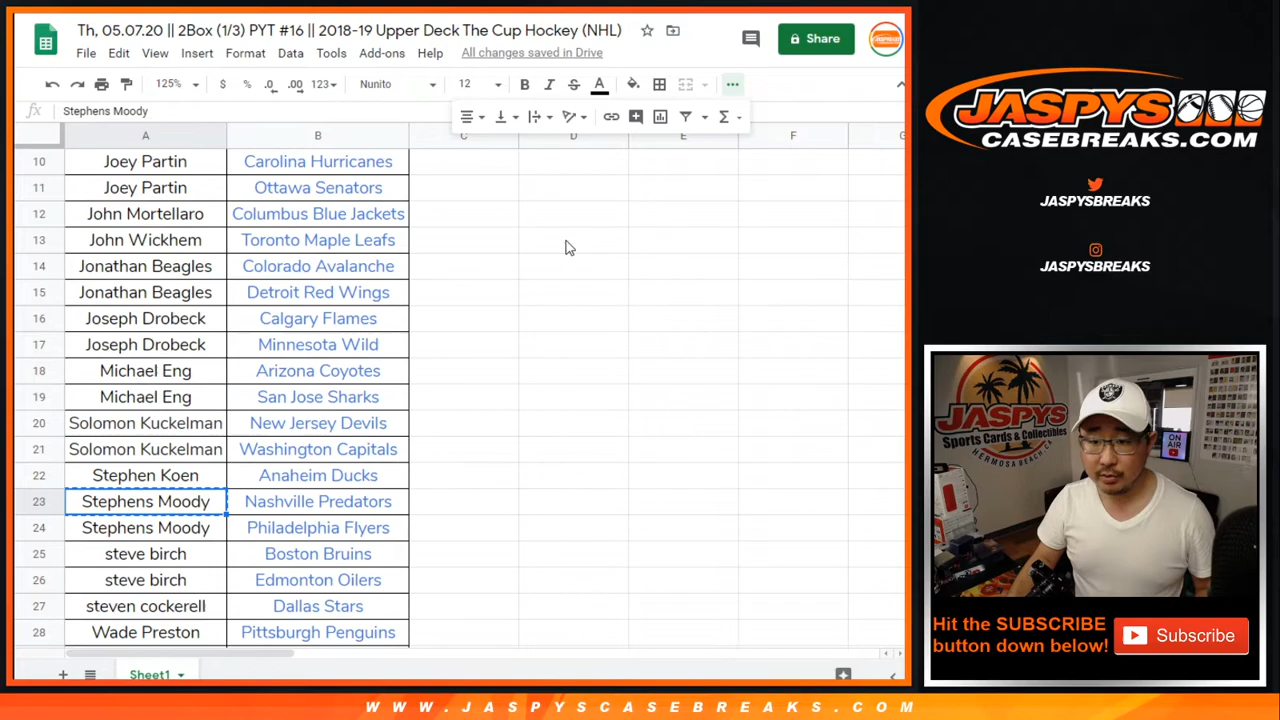 Th, 05.07.20 || 2Box (1/3) PYT #16 || 2018-19 Upper Deck The Cup Hockey (NHL)
File Edit View Insert Format Data Tools Add-ons Help All changes saved in Drive
Share
125% $ % .0 .00 123 Nunito 12 B I S A
fx Stephens Moody
A B C D E F G
10 Joey Partin Carolina Hurricanes
11 Joey Partin Ottawa Senators
12 John Mortellaro Columbus Blue Jackets
13 John Wickhem Toronto Maple Leafs
14 Jonathan Beagles Colorado Avalanche
15 Jonathan Beagles Detroit Red Wings
16 Joseph Drobeck Calgary Flames
17 Joseph Drobeck Minnesota Wild
18 Michael Eng Arizona Coyotes
19 Michael Eng San Jose Sharks
20 Solomon Kuckelman New Jersey Devils
21 Solomon Kuckelman Washington Capitals
22 Stephen Koen Anaheim Ducks
23 Stephens Moody Nashville Predators
24 Stephens Moody Philadelphia Flyers
25 steve birch Boston Bruins
26 steve birch Edmonton Oilers
27 steven cockerell Dallas Stars
28 Wade Preston Pittsburgh Penguins
Sheet1
JASPYS
CASEBREAKS.COM
JASPYSBREAKS
JASPYSBREAKS
JASPYS
Sports Cards & Collectibles
HERMOSA BEACH, CA
ON AIR
Hit the SUBSCRIBE
button down below!
Subscribe
WWW.JASPYSCASEBREAKS.COM